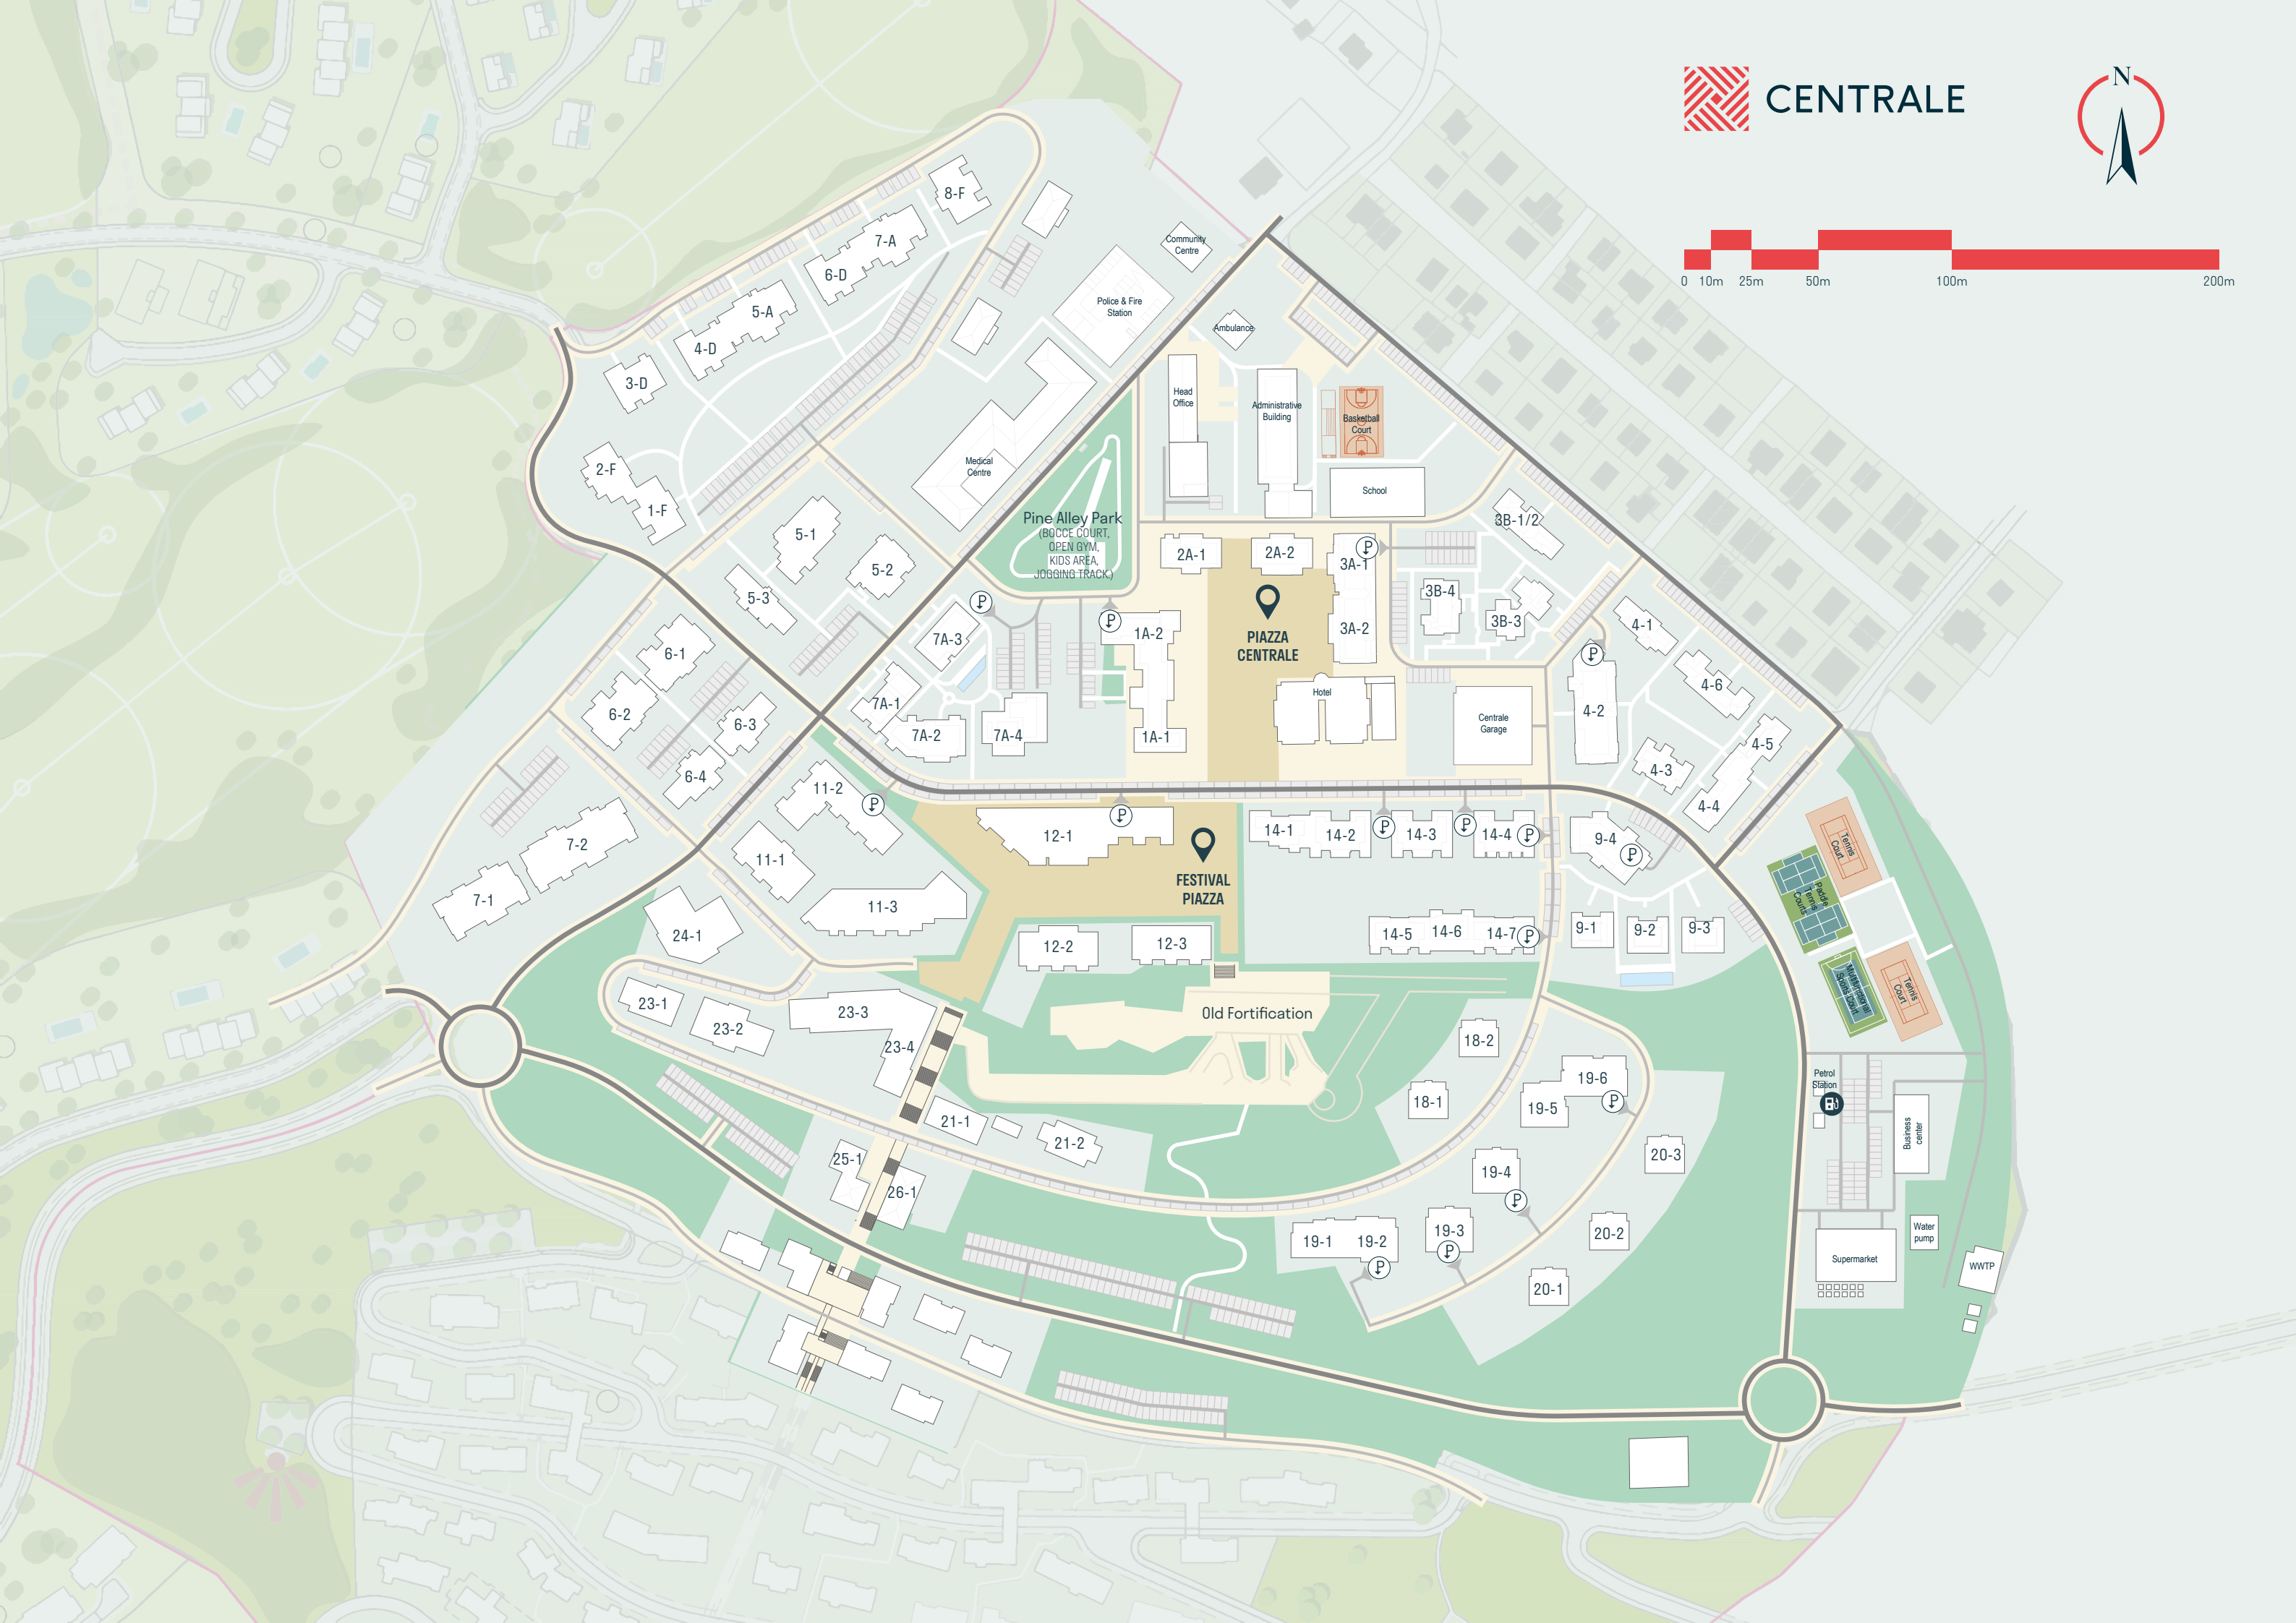 CENTRALE
N
0 10m 25m 50m 100m 200m
8-F
7-A
6-D
5-A
4-D
3-D
2-F
1-F
Community
Centre
Police & Fire
Station
Ambulance
Head
Office
Administrative
Building
Basketball
Court
Medical
Centre
School
Pine Alley Park
(BOCCE COURT,
OPEN GYM,
KIDS AREA,
JOGGING TRACK)
5-1
5-2
5-3
2A-1
2A-2
3A-1
3A-2
3B-1/2
3B-4
3B-3
P
P
P
P
7A-3
7A-1
7A-2
7A-4
1A-2
1A-1
PIAZZA
CENTRALE
Hotel
Centrale
Garage
4-1
4-6
4-2
4-5
4-3
4-4
6-1
6-2
6-3
6-4
7-2
7-1
11-2
P
11-1
11-3
12-1
P
FESTIVAL
PIAZZA
12-2
12-3
14-1
14-2
P
14-3
P
14-4
P
14-5
14-6
14-7
P
9-4
P
9-1
9-2
9-3
Tennis
Court
Paddle
Tennis
Courts
Multifunctional
Sports Court
Tennis
Court
24-1
23-1
23-2
23-3
23-4
Old Fortification
21-1
21-2
25-1
26-1
18-2
18-1
19-6
P
19-5
19-4
P
19-3
P
19-1
19-2
P
20-3
20-2
20-1
Petrol
Station
Business
center
Supermarket
Water
pump
WWTP